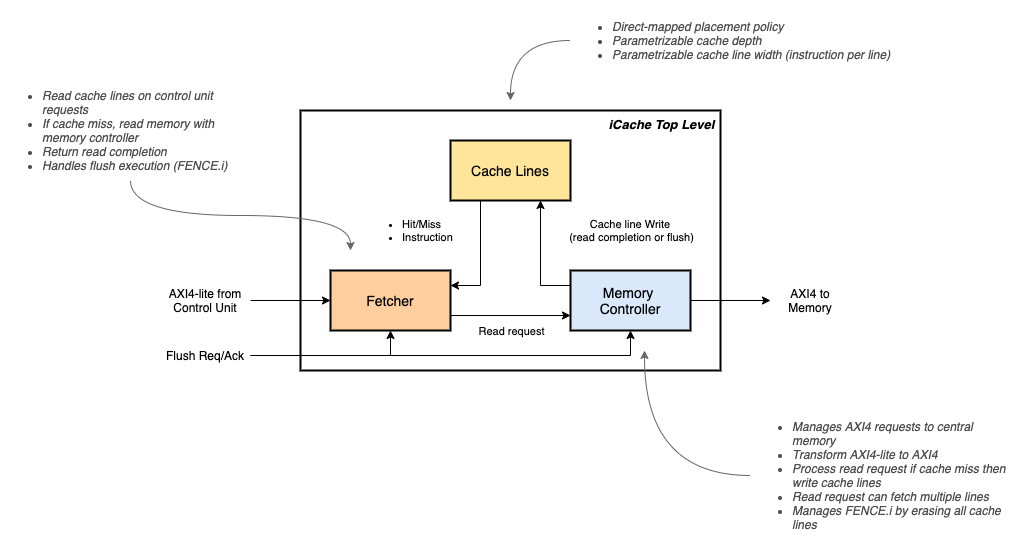 • Direct-mapped placement policy
• Parametrizable cache depth
• Parametrizable cache line width (instruction per line)
• Read cache lines on control unit
requests
• If cache miss, read memory with
memory controller
• Return read completion
• Handles flush execution (FENCE.i)
iCache Top Level
Cache Lines
• Hit/Miss
• Instruction
Cache line Write
(read completion or flush)
AXI4-lite from
Control Unit
Fetcher
Memory
Controller
AXI4 to
Memory
Read request
Flush Req/Ack
• Manages AXI4 requests to central
memory
• Transform AXI4-lite to AXI4
• Process read request if cache miss then
write cache lines
• Read request can fetch multiple lines
• Manages FENCE.i by erasing all cache
lines